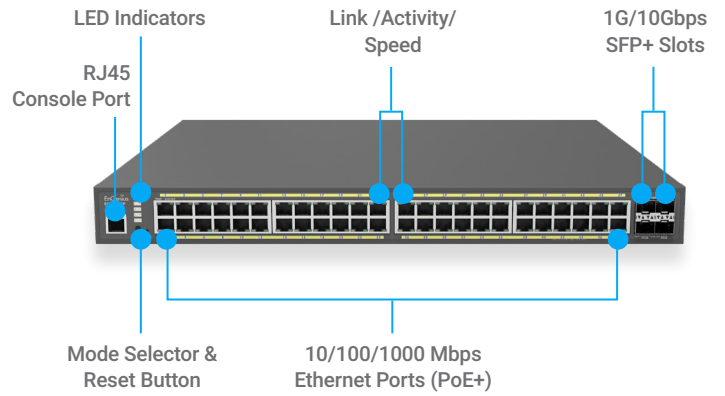 LED Indicators
Link /Activity/
Speed
1G/10Gbps
SFP+ Slots
RJ45
Console Port
EnGenius
Mode Selector &
Reset Button
10/100/1000 Mbps
Ethernet Ports (PoE+)